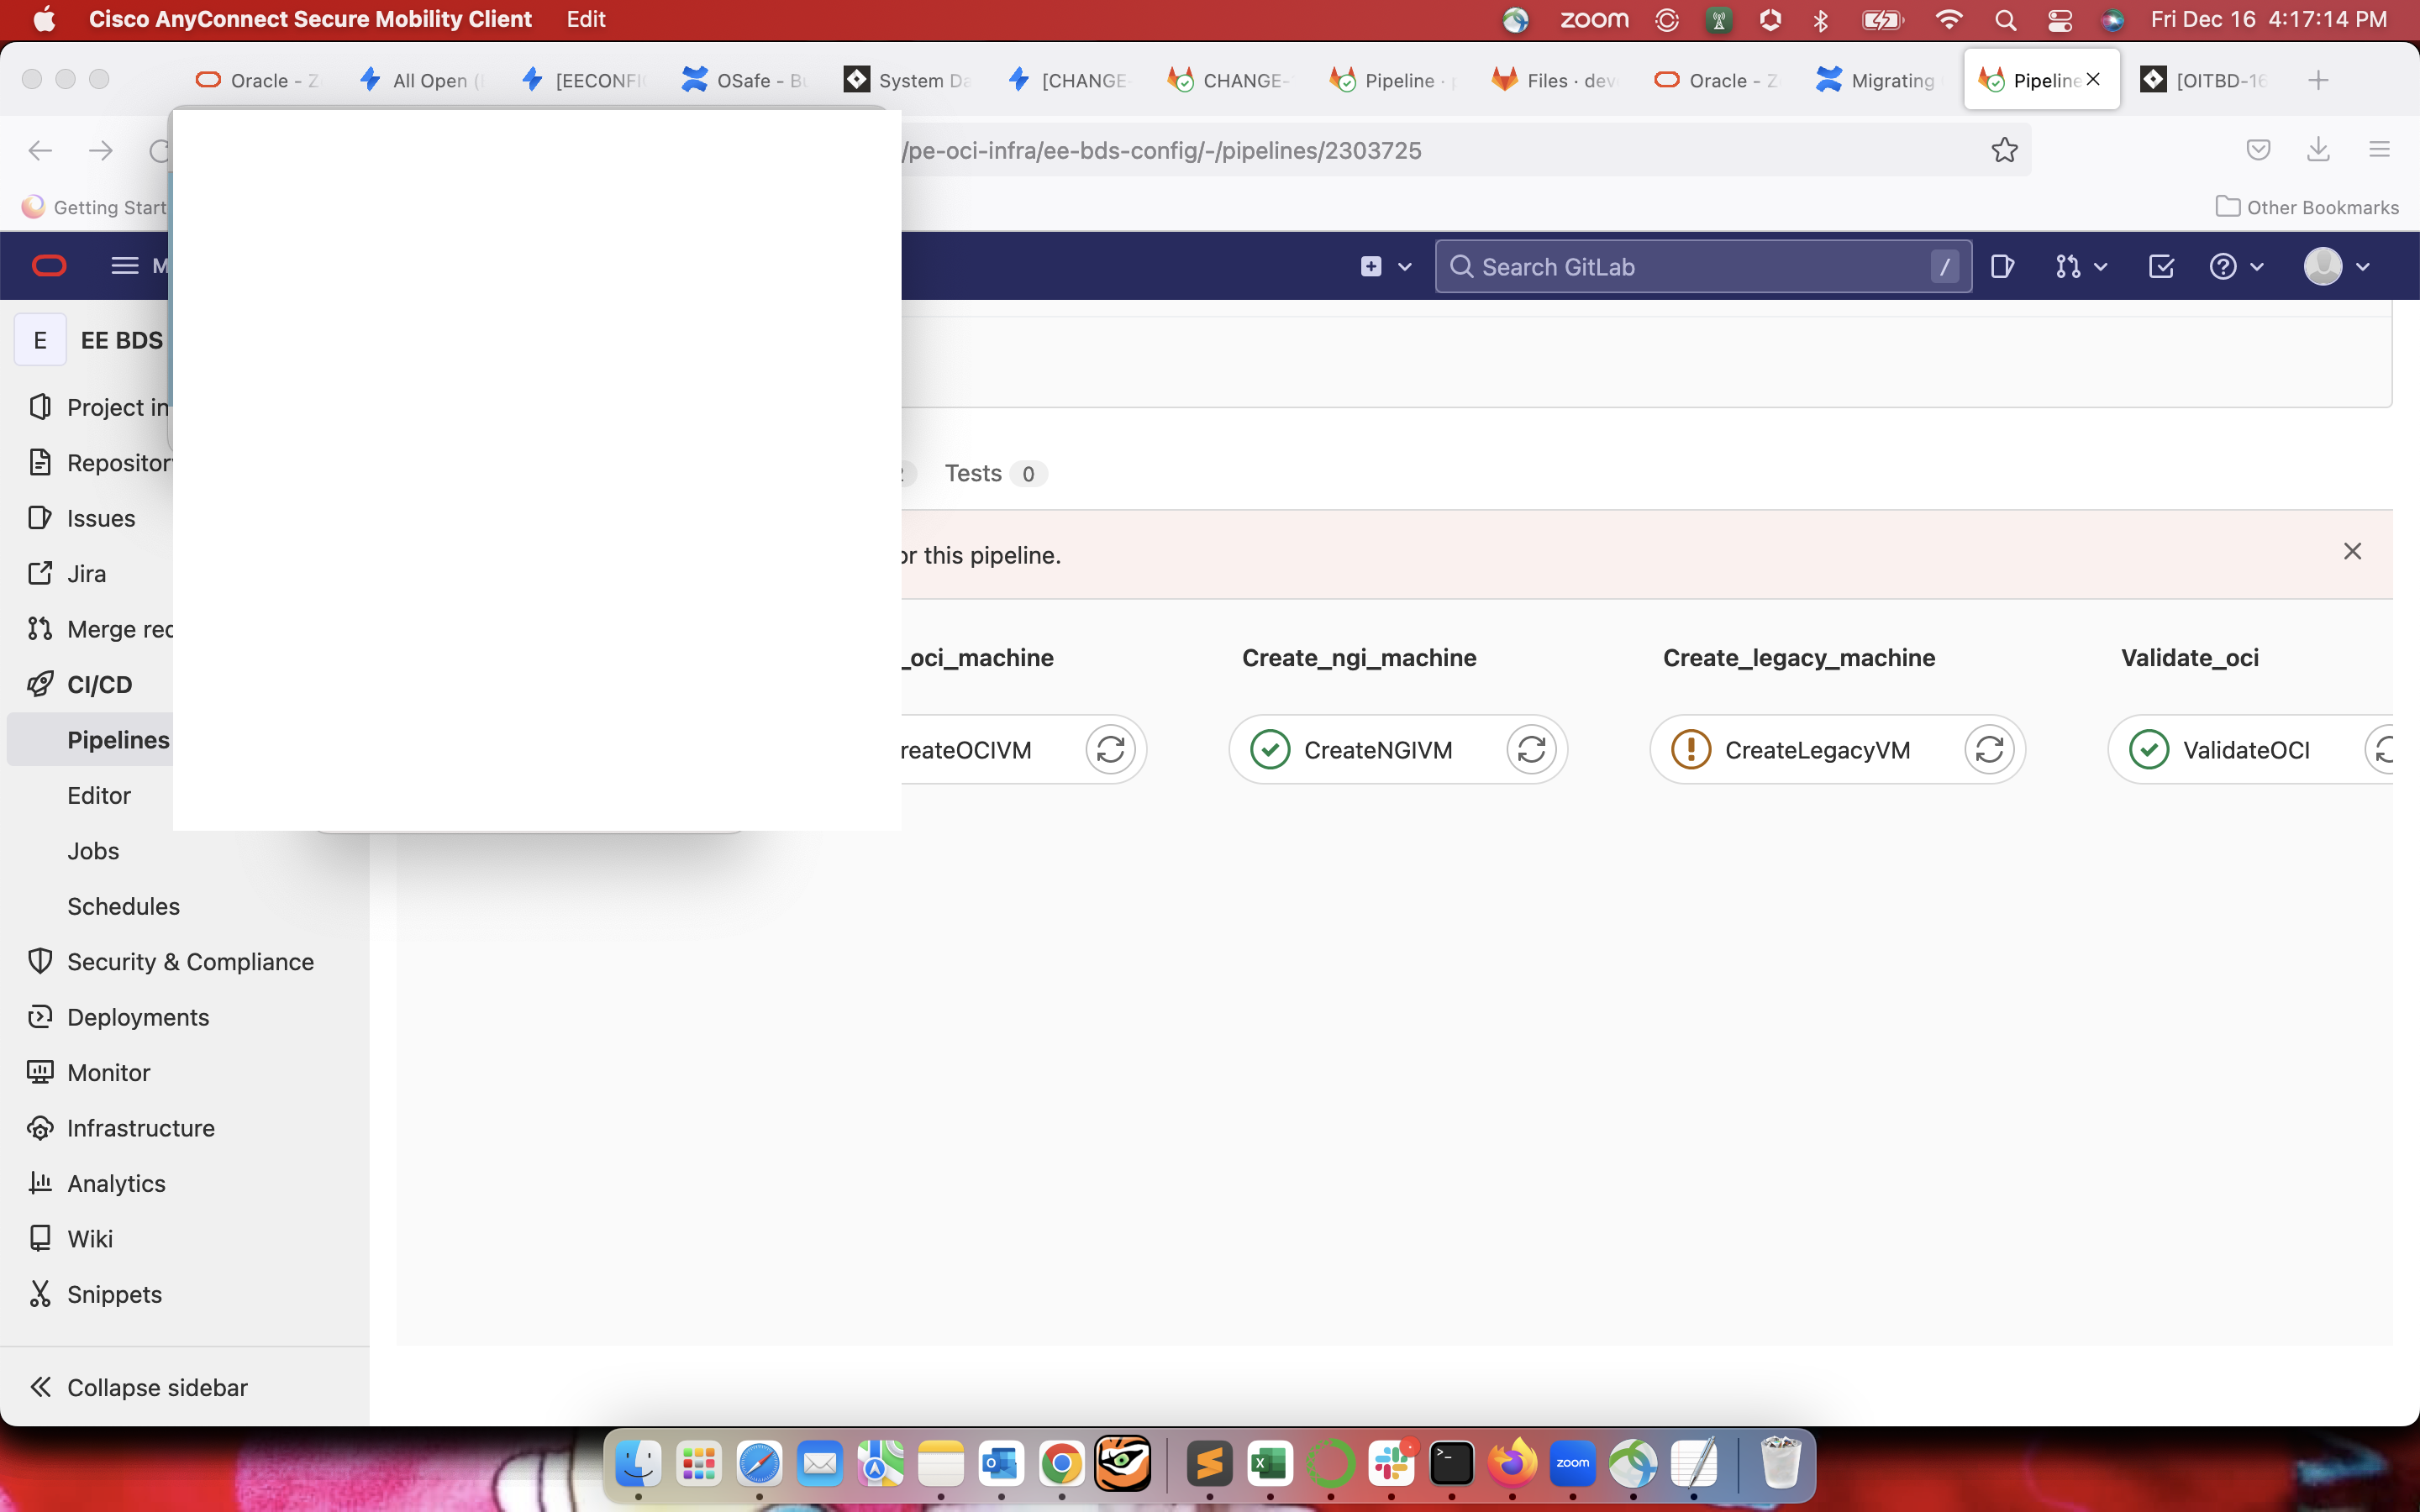 Cisco AnyConnect Secure Mobility Client Edit zoom Fri Dec 16 4:17:14 PM
Oracle - Z All Open ( [EECONFI OSafe - Bu System Da [CHANGE- CHANGE- Pipeline · Files · dev Oracle - Z Migrating Pipeline [OITBD-16
/pe-oci-infra/ee-bds-config/-/pipelines/2303725
Getting Start Other Bookmarks
M Search GitLab /
E EE BDS
Project in
Repositor
Tests 0
Issues
or this pipeline.
Jira
Merge rec
_oci_machine Create_ngi_machine Create_legacy_machine Validate_oci
CI/CD
Pipelines
reateOCIVM CreateNGIVM CreateLegacyVM ValidateOCI
Editor
Jobs
Schedules
Security & Compliance
Deployments
Monitor
Infrastructure
Analytics
Wiki
Snippets
Collapse sidebar
zoom